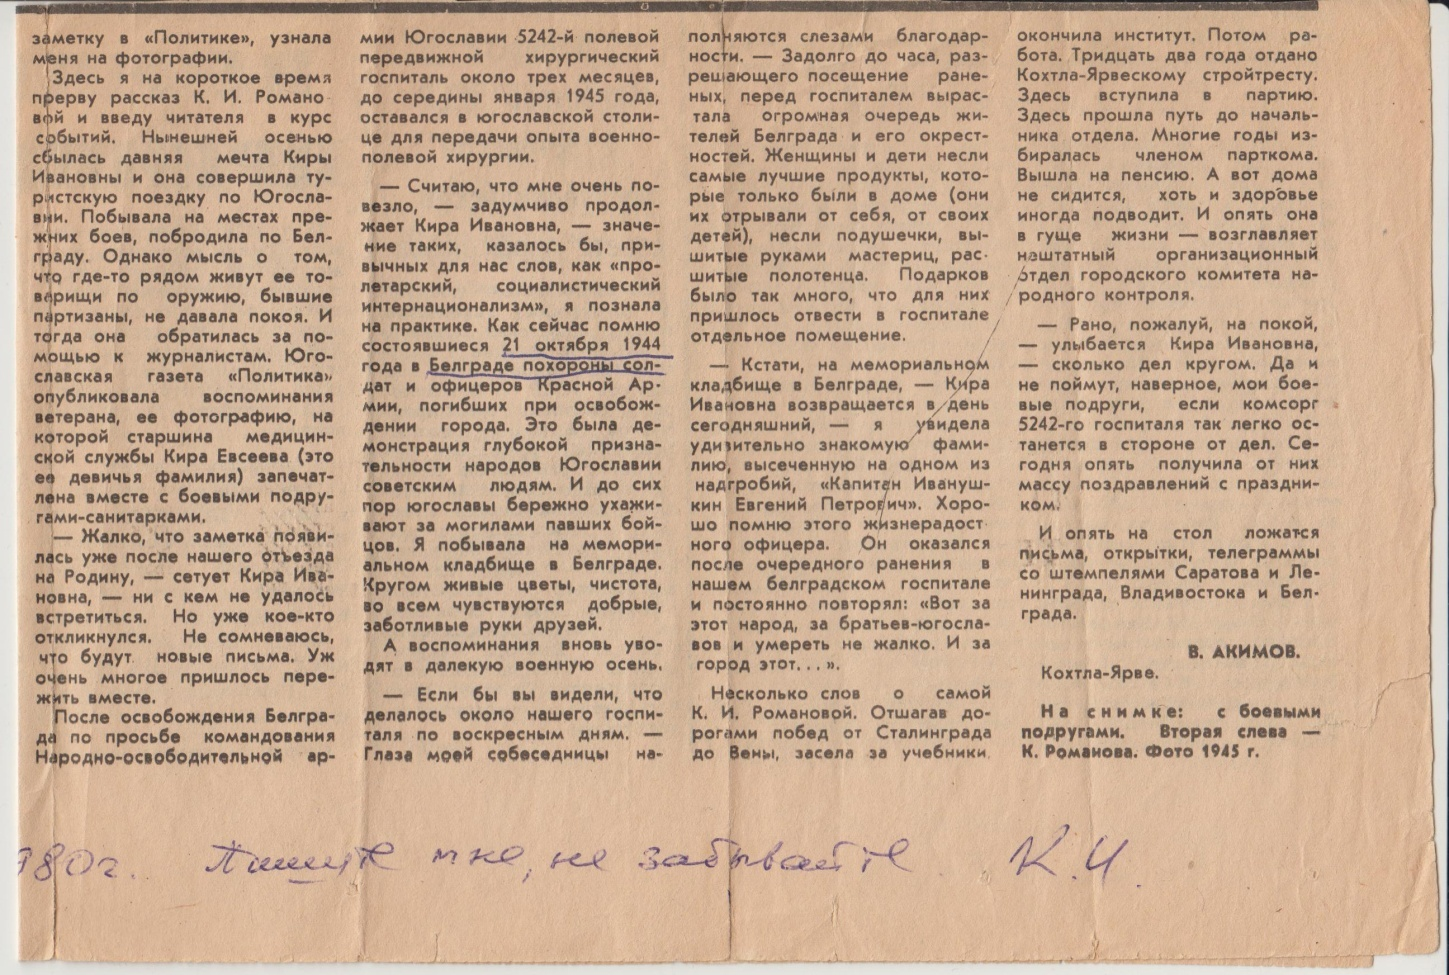 заметку в «Политике», узнала
меня на фотографии.
Здесь я на короткое время
прерву рассказ К. И. Романо
вой и введу читателя в курс
событий. Нынешней осенью
сбылась давняя мечта Киры
Ивановны и она совершила ту-
ристскую поездку по Югосла-
вии. Побывала на местах пре-
жних боев, побродила по Бел-
граду. Однако мысль о том,
что где-то рядом живут ее то-
варищи по оружию, бывшие
партизаны, не давала покоя. И
тогда она обратилась за по-
мощью к журналистам. Юго-
славская газета «Политика»
опубликовала воспоминания
ветерана, ее фотографию, на
которой старшина медицин-
ской службы Кира Евсеева (это
ее девичья фамилия) запечат-
лена вместе с боевыми подру-
гами-санитарками.
— Жалко, что заметка появи-
лась уже после нашего отъезда
на Родину, — сетует Кира Ива-
новна, — ни с кем не удалось
встретиться. Но уже кое-кто
откликнулся. Не сомневаюсь,
что будут новые письма. Уж
очень многое пришлось пере-
жить вместе.
После освобождения Белгра-
да по просьбе командования
Народно-освободительной ар-
мии Югославии 5242-й полевой
передвижной хирургический
госпиталь около трех месяцев,
до середины января 1945 года,
оставался в югославской столи-
це для передачи опыта военно-
полевой хирургии.
— Считаю, что мне очень по-
везло, — задумчиво продол-
жает Кира Ивановна, — значе-
ние таких, казалось бы, при-
вычных для нас слов, как «про-
летарский, социалистический
интернационализм», я познала
на практике. Как сейчас помню
состоявшиеся 21 октября 1944
года в Белграде похороны сол-
дат и офицеров Красной Ар-
мии, погибших при освобож-
дении города. Это была де-
монстрация глубокой призна-
тельности народов Югославии
советским людям. И до сих
пор югославы бережно ухажи-
вают за могилами павших бой-
цов. Я побывала на мемори-
альном кладбище в Белграде.
Кругом живые цветы, чистота,
во всем чувствуются добрые,
заботливые руки друзей.
А воспоминания вновь уво-
дят в далекую военную осень.
— Если бы вы видели, что
делалось около нашего госпи-
таля по воскресным дням. —
Глаза моей собеседницы на-
полняются слезами благодар-
ности. — Задолго до часа, раз-
решающего посещение ране-
ных, перед госпиталем вырас-
тала огромная очередь жи-
телей Белграда и его окрест-
ностей. Женщины и дети несли
самые лучшие продукты, кото-
рые только были в доме (они
их отрывали от себя, от своих
детей), несли подушечки, вы-
шитые руками мастериц, рас-
шитые полотенца. Подарков
было так много, что для них
пришлось отвести в госпитале
отдельное помещение.
— Кстати, на мемориальном
кладбище в Белграде, — Кира
Ивановна возвращается в день
сегодняшний, — я увидела
удивительно знакомую фами-
лию, высеченную на одном из
надгробий, «Капитан Ивануш-
кин Евгений Петрович». Хоро-
шо помню этого жизнерадост
ного офицера. Он оказался
после очередного ранения в
нашем белградском госпитале
и постоянно повторял: «Вот за
этот народ, за братьев-югосла-
вов и умереть не жалко. И за
город этот...».
Несколько слов о самой
К. И. Романовой. Отшагав до-
рогами побед от Сталинграда
до Вены, засела за учебники,
окончила институт. Потом ра-
бота. Тридцать два года отдано
Кохтла-Ярвескому стройтресту.
Здесь вступила в партию.
Здесь прошла путь до началь-
ника отдела. Многие годы из-
биралась членом парткома.
Вышла на пенсию. А вот дома
не сидится, хоть и здоровье
иногда подводит. И опять она
в гуще жизни — возглавляет
нештатный организационный
отдел городского комитета на-
родного контроля.
— Рано, пожалуй, на покой,
— улыбается Кира Ивановна,
— сколько дел кругом. Да и
не поймут, наверное, мои бое-
вые подруги, если комсорг
5242-го госпиталя так легко ос-
танется в стороне от дел. Се-
годня опять получила от них
массу поздравлений с праздни-
ком.
И опять на стол ложатся
письма, открытки, телеграммы
со штемпелями Саратова и Ле-
нинграда, Владивостока и Бел-
града.
В. АКИМОВ.
Кохтла-Ярве.
На снимке: с боевыми
подругами. Вторая слева —
К. Романова. Фото 1945 г.
980г. Пишите мне, не забывайте. К.И.